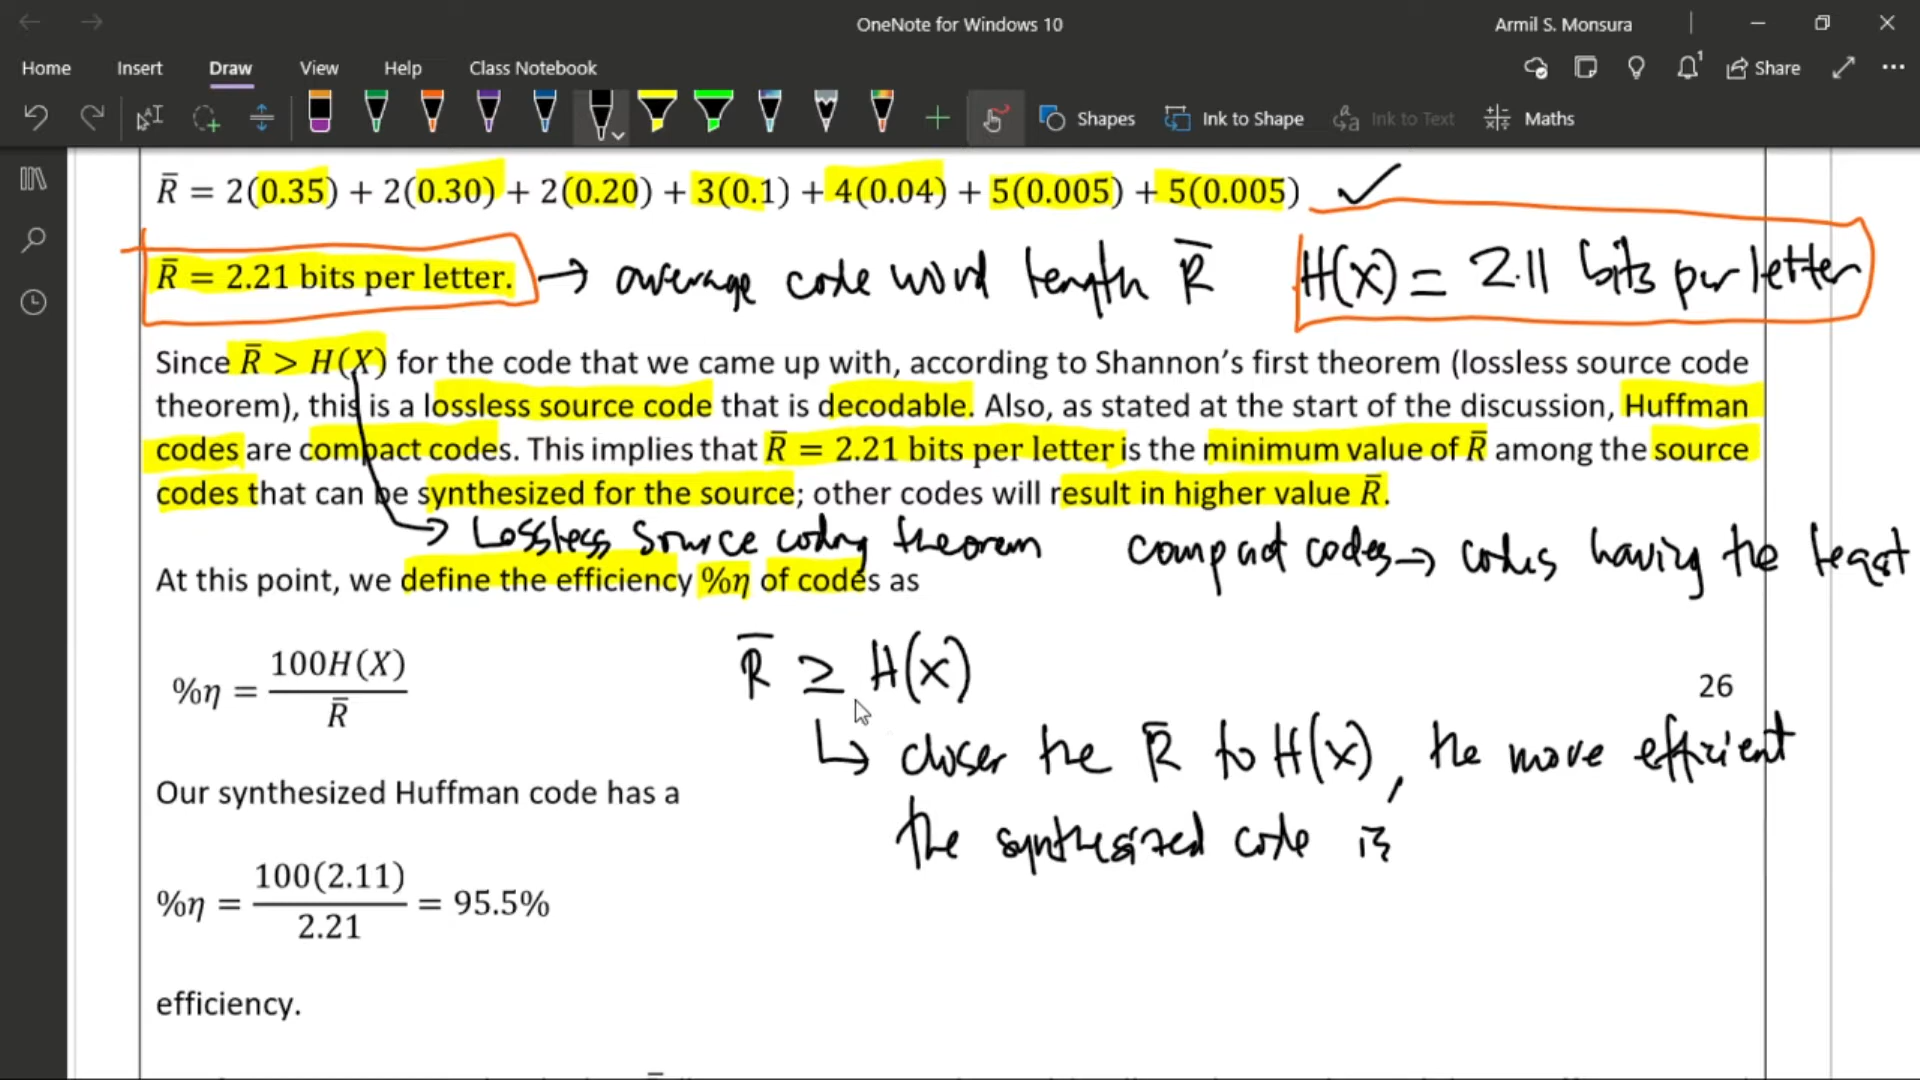 OneNote for Windows 10
Armil S. Monsura
Home Insert Draw View Help Class Notebook
1 Share
Shapes Ink to Shape Ink to Text Maths
R̄ = 2(0.35) + 2(0.30) + 2(0.20) + 3(0.1) + 4(0.04) + 5(0.005) + 5(0.005)
R̄ = 2.21 bits per letter. → average code word length R̄ H(X) = 2.11 bits per letter
Since R̄ > H(X) for the code that we came up with, according to Shannon’s first theorem (lossless source code
theorem), this is a lossless source code that is decodable. Also, as stated at the start of the discussion, Huffman
codes are compact codes. This implies that R̄ = 2.21 bits per letter is the minimum value of R̄ among the source
codes that can be synthesized for the source; other codes will result in higher value R̄.
→ Lossless source coding theorem compact codes → codes having the least
At this point, we define the efficiency %η of codes as
%η = 100H(X) / R̄
R̄ ≥ H(X)
26
↳ closer the R̄ to H(X), the more efficient
the synthesized code is
Our synthesized Huffman code has a
%η = 100(2.11) / 2.21 = 95.5%
efficiency.